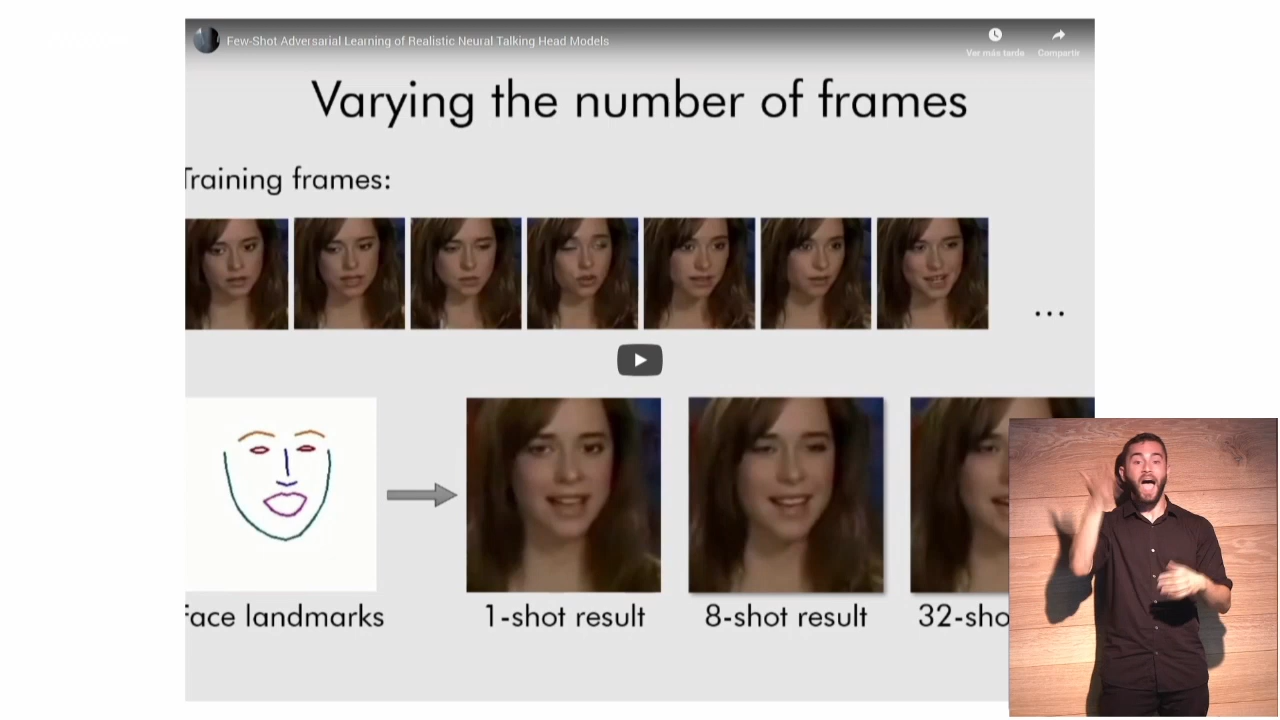 Few-Shot Adversarial Learning of Realistic Neural Talking Head Models
Ver más tarde
Compartir
Varying the number of frames
Training frames:
...
Face landmarks
1-shot result
8-shot result
32-sho